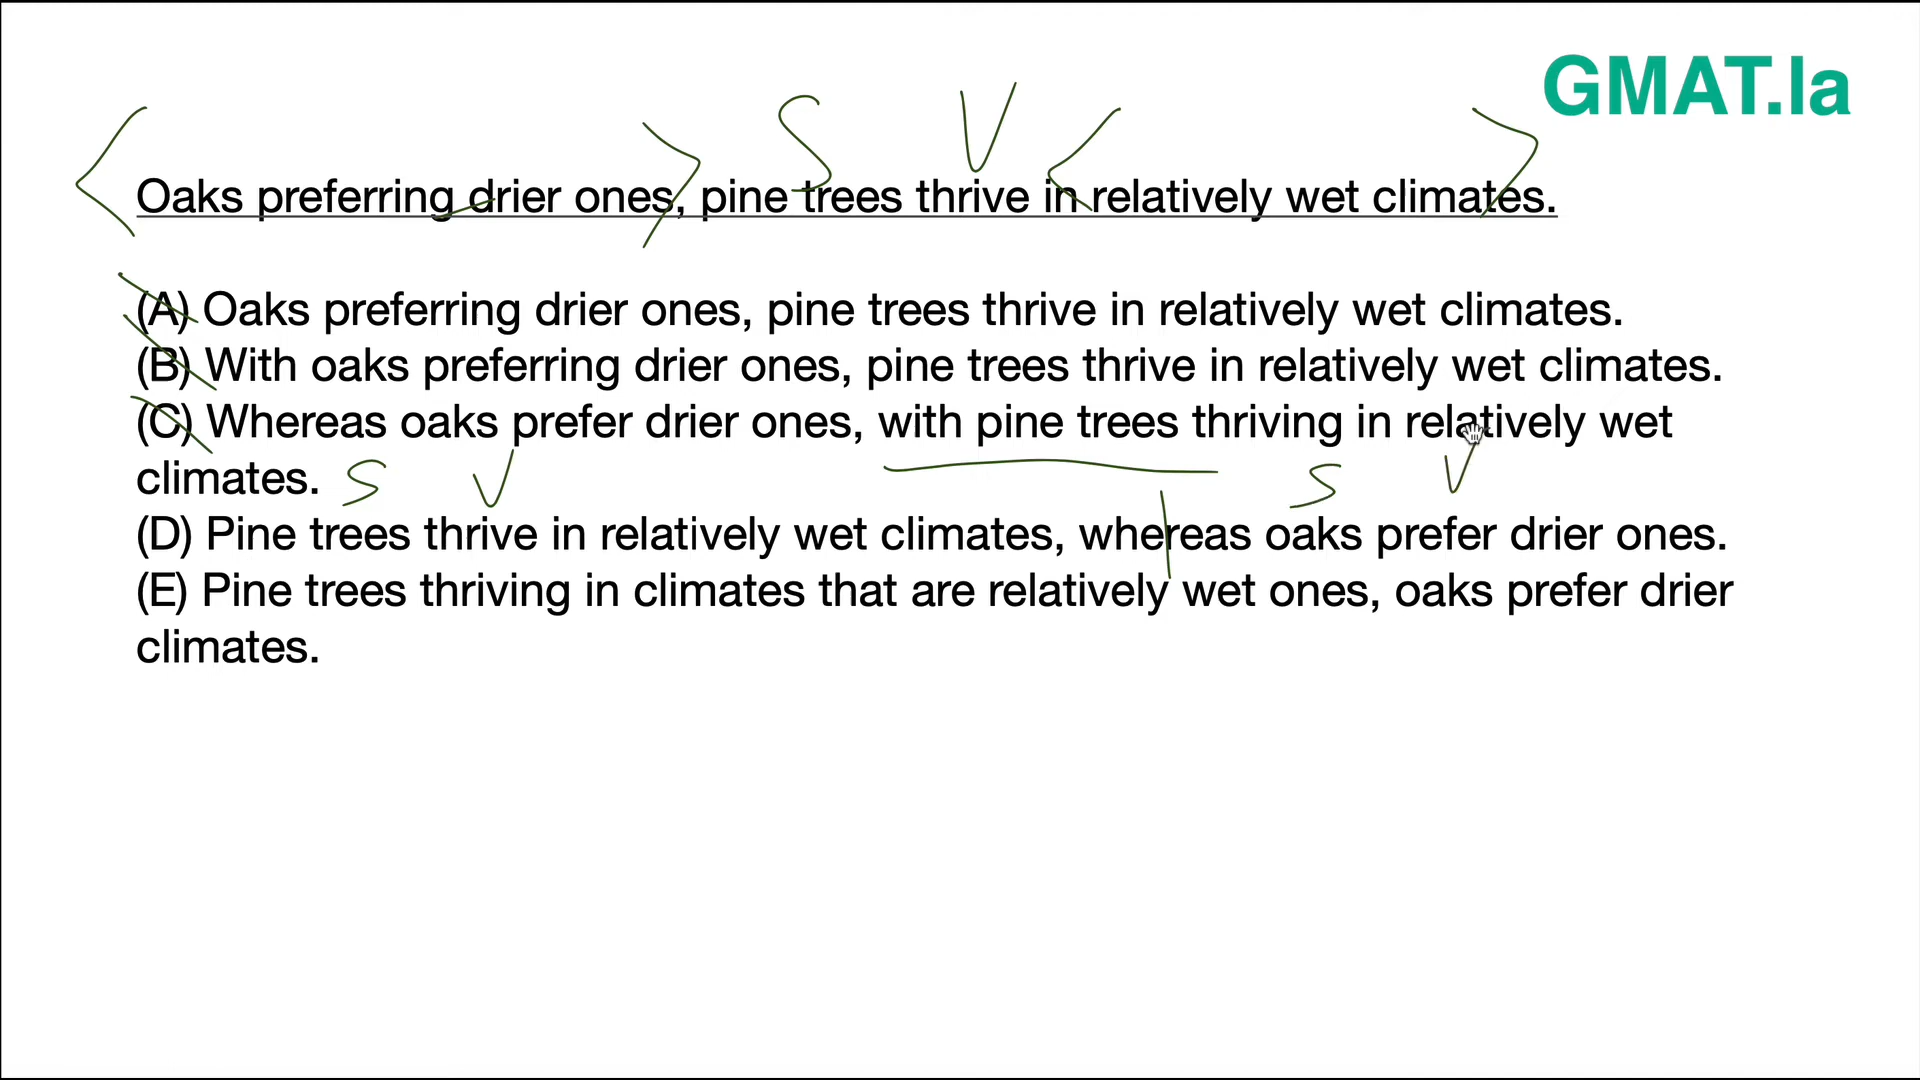 GMAT.la
S V
Oaks preferring drier ones, pine trees thrive in relatively wet climates.
(A) Oaks preferring drier ones, pine trees thrive in relatively wet climates.
(B) With oaks preferring drier ones, pine trees thrive in relatively wet climates.
(C) Whereas oaks prefer drier ones, with pine trees thriving in relatively wet
climates.
S V S V
(D) Pine trees thrive in relatively wet climates, whereas oaks prefer drier ones.
(E) Pine trees thriving in climates that are relatively wet ones, oaks prefer drier
climates.